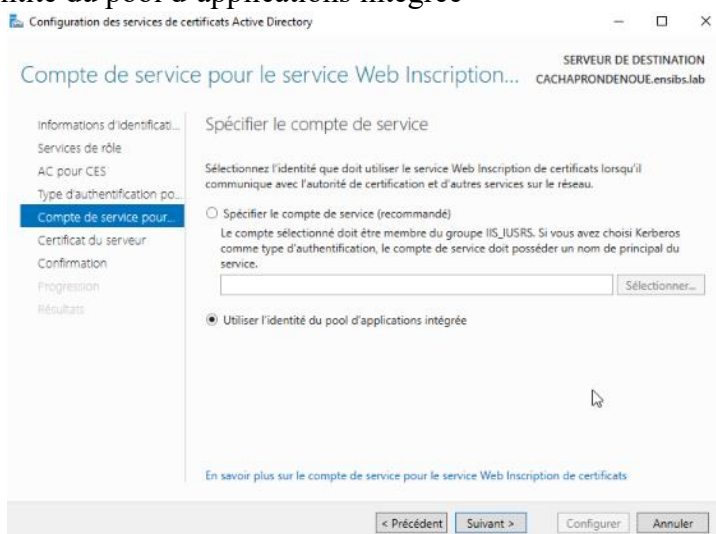 ntité du pool d'applications intégrée
Configuration des services de certificats Active Directory
Compte de service pour le service Web Inscription...
SERVEUR DE DESTINATION
CACHAPRONDENOUE.ensibs.lab
Informations d'identificati...
Services de rôle
AC pour CES
Type d'authentification po...
Compte de service pour...
Certificat du serveur
Confirmation
Progression
Résultats
Spécifier le compte de service
Sélectionnez l'identité que doit utiliser le service Web Inscription de certificats lorsqu'il
communique avec l'autorité de certification et d'autres services sur le réseau.
Spécifier le compte de service (recommandé)
Le compte sélectionné doit être membre du groupe IIS_IUSRS. Si vous avez choisi Kerberos
comme type d'authentification, le compte de service doit posséder un nom de principal du
service.
Sélectionner...
Utiliser l'identité du pool d'applications intégrée
En savoir plus sur le compte de service pour le service Web Inscription de certificats
< Précédent
Suivant >
Configurer
Annuler